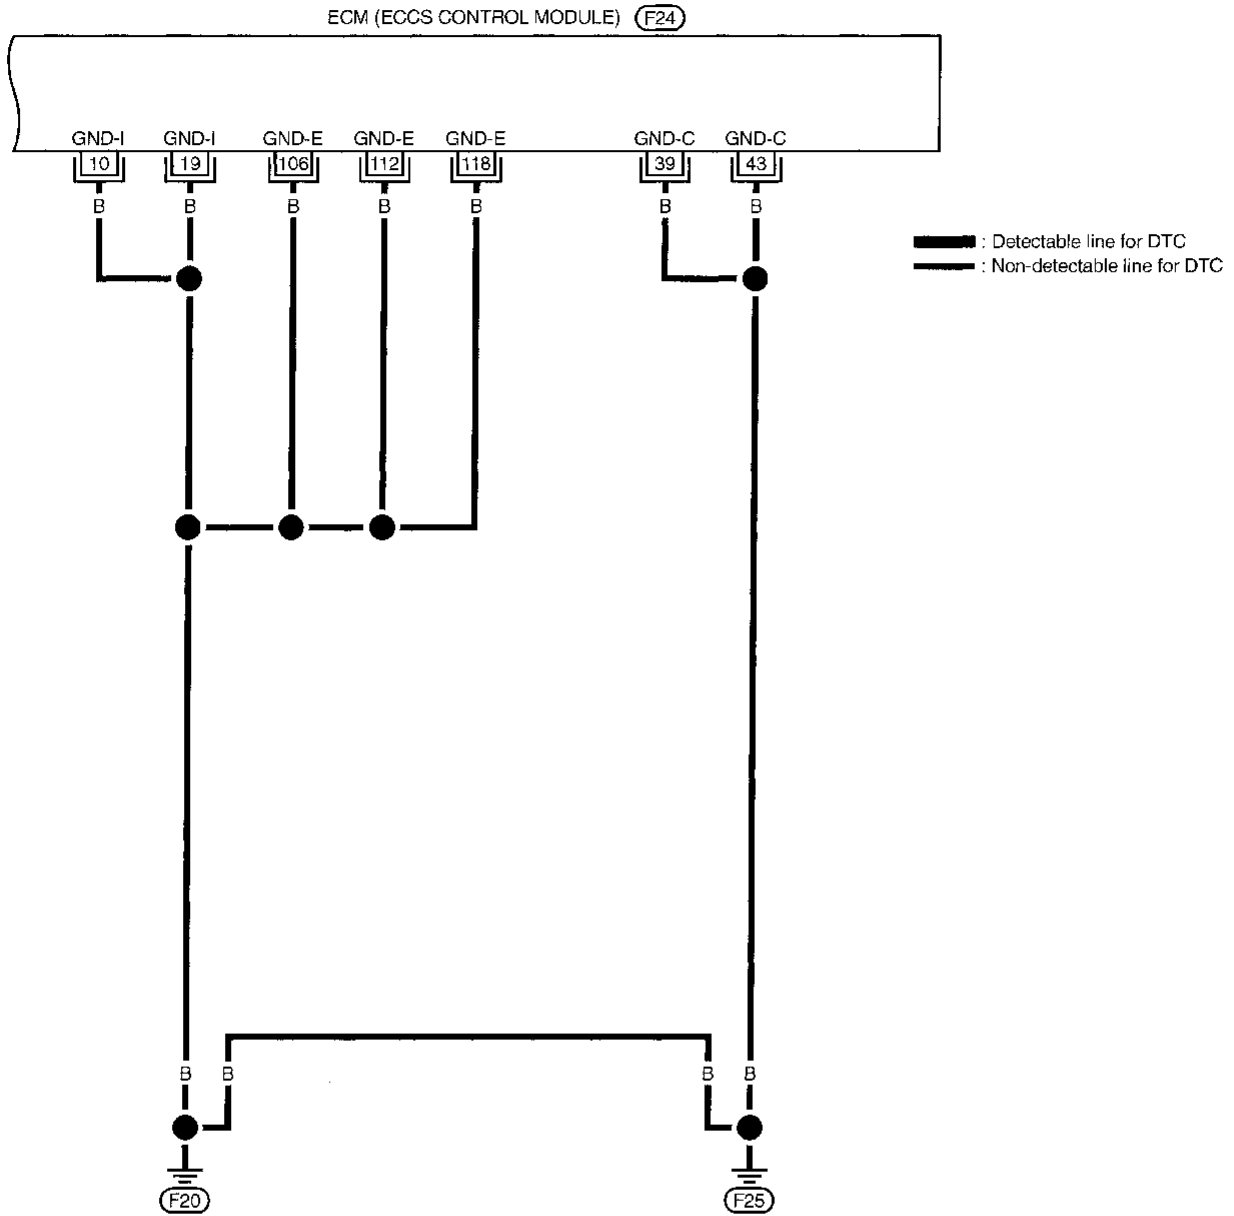 ECM (ECCS CONTROL MODULE) F24
GND-I GND-I GND-E GND-E GND-E GND-C GND-C
10 19 106 112 118 39 43
B B B B B B B
: Detectable line for DTC
: Non-detectable line for DTC
B B B B
F20 F25